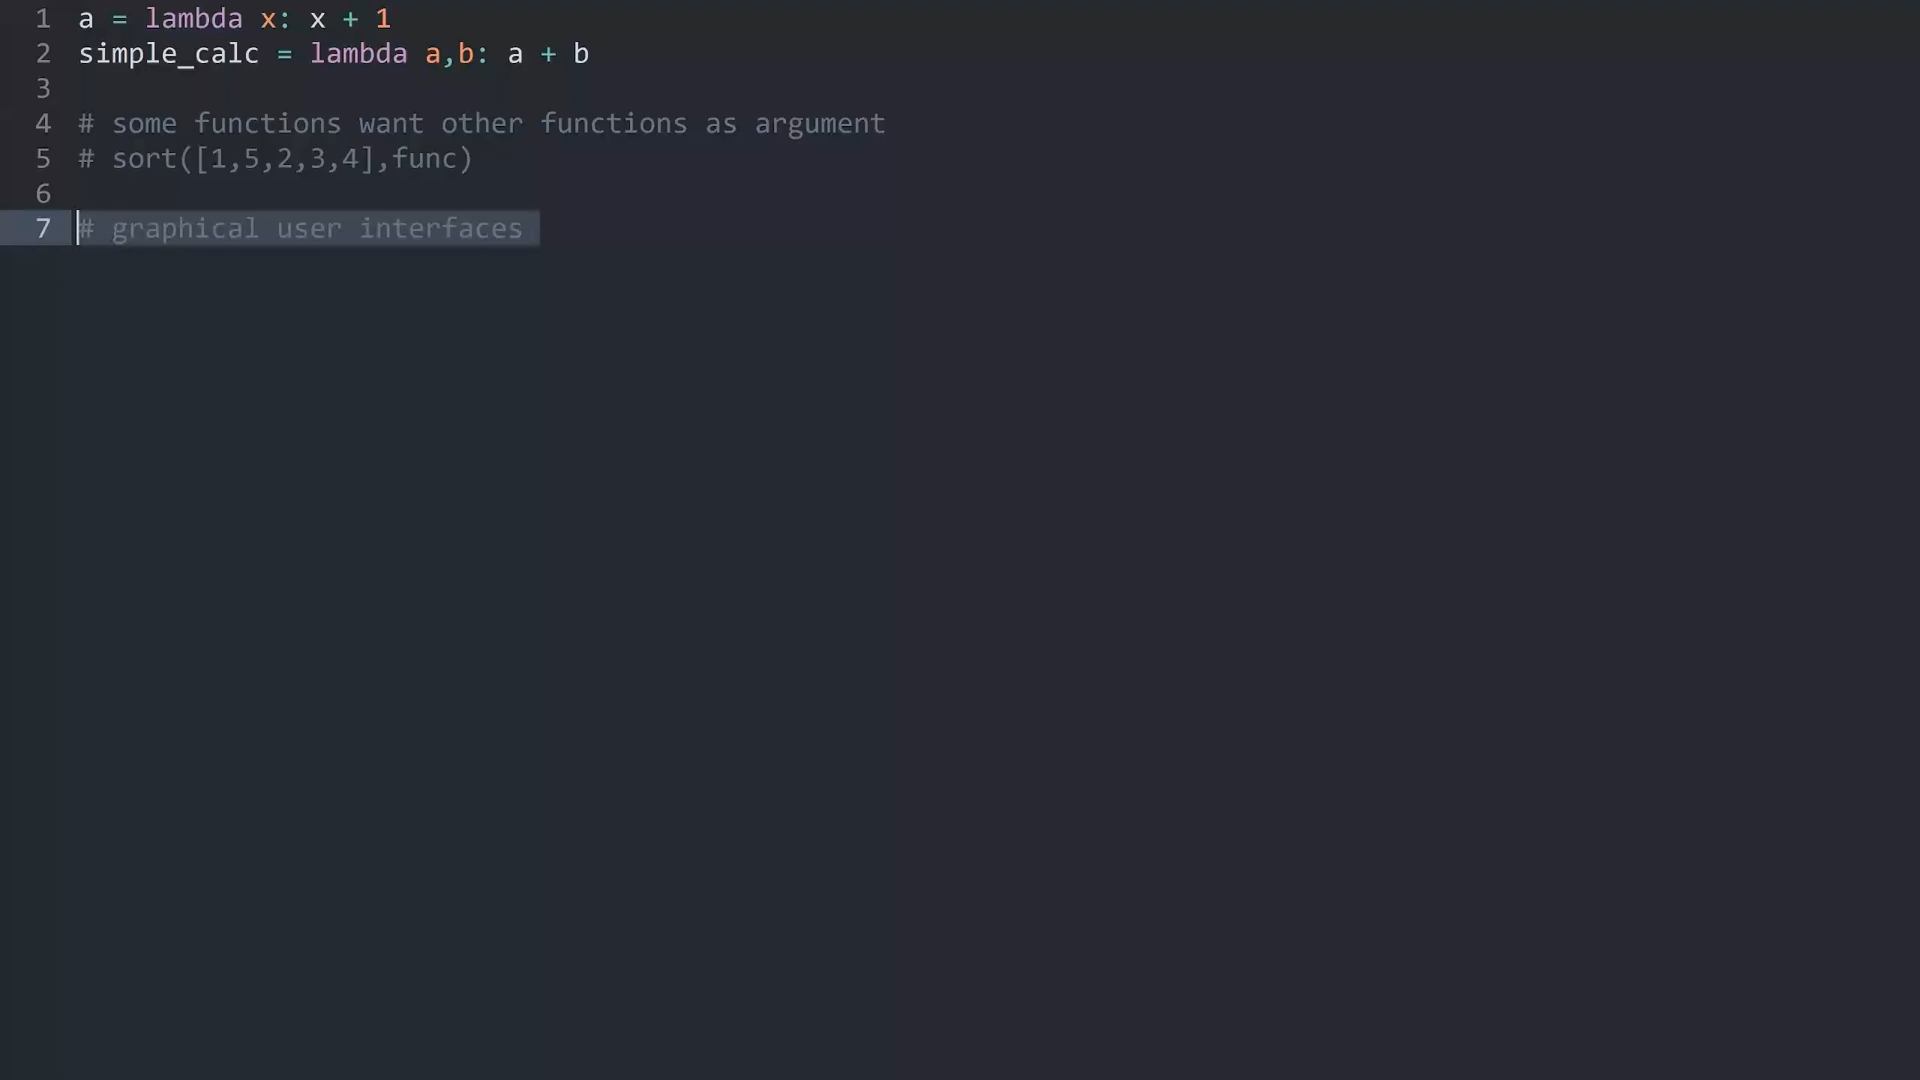 1 a = lambda x: x + 1
2 simple_calc = lambda a,b: a + b
3
4 # some functions want other functions as argument
5 # sort([1,5,2,3,4],func)
6
7 # graphical user interfaces